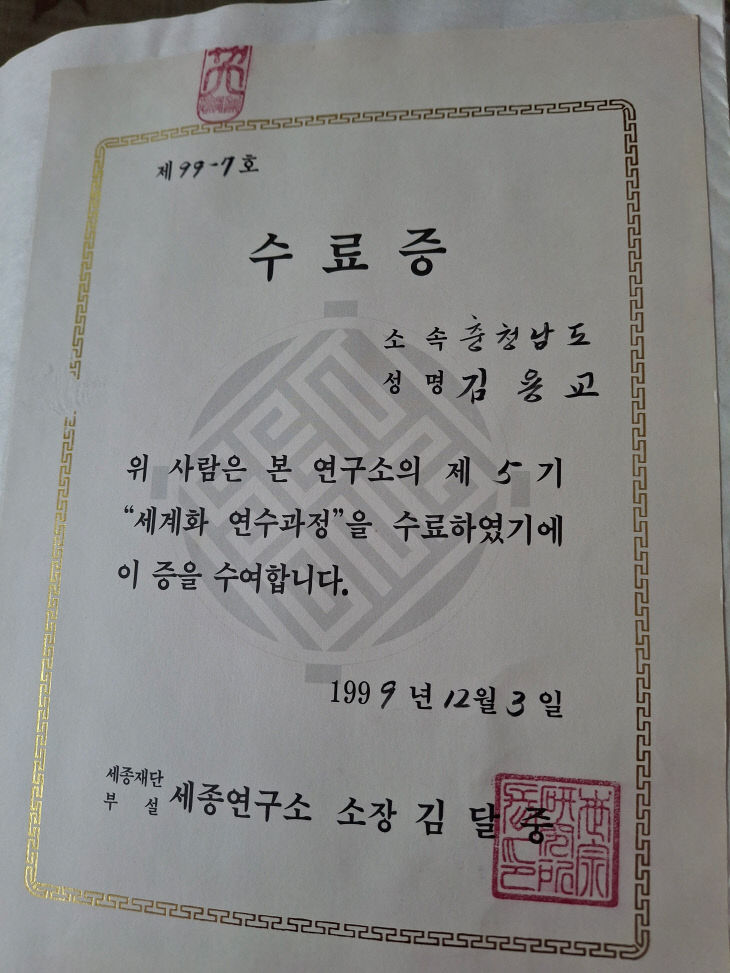 제 99-7 호
수료증
소 속 충청남도
성 명 김용교
위 사람은 본 연구소의 제 5 기
“세계화 연수과정”을 수료하였기에
이 증을 수여합니다.
1999년 12월 3일
세종재단
부 설 세종연구소 소장 김달중